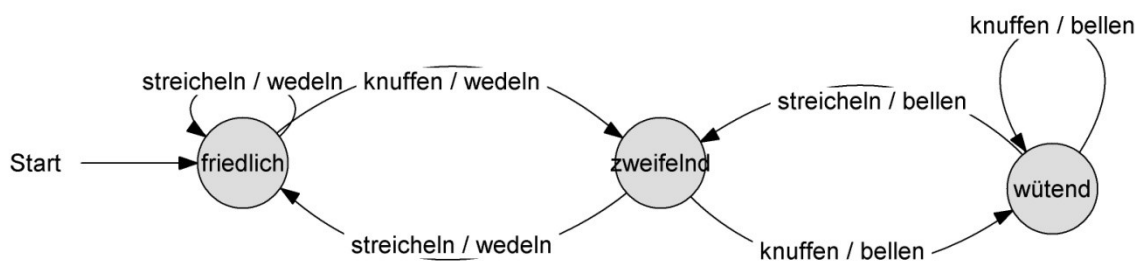 knuffen / bellen
streicheln / wedeln
knuffen / wedeln
streicheln / bellen
Start
friedlich
zweifelnd
wütend
streicheln / wedeln
knuffen / bellen